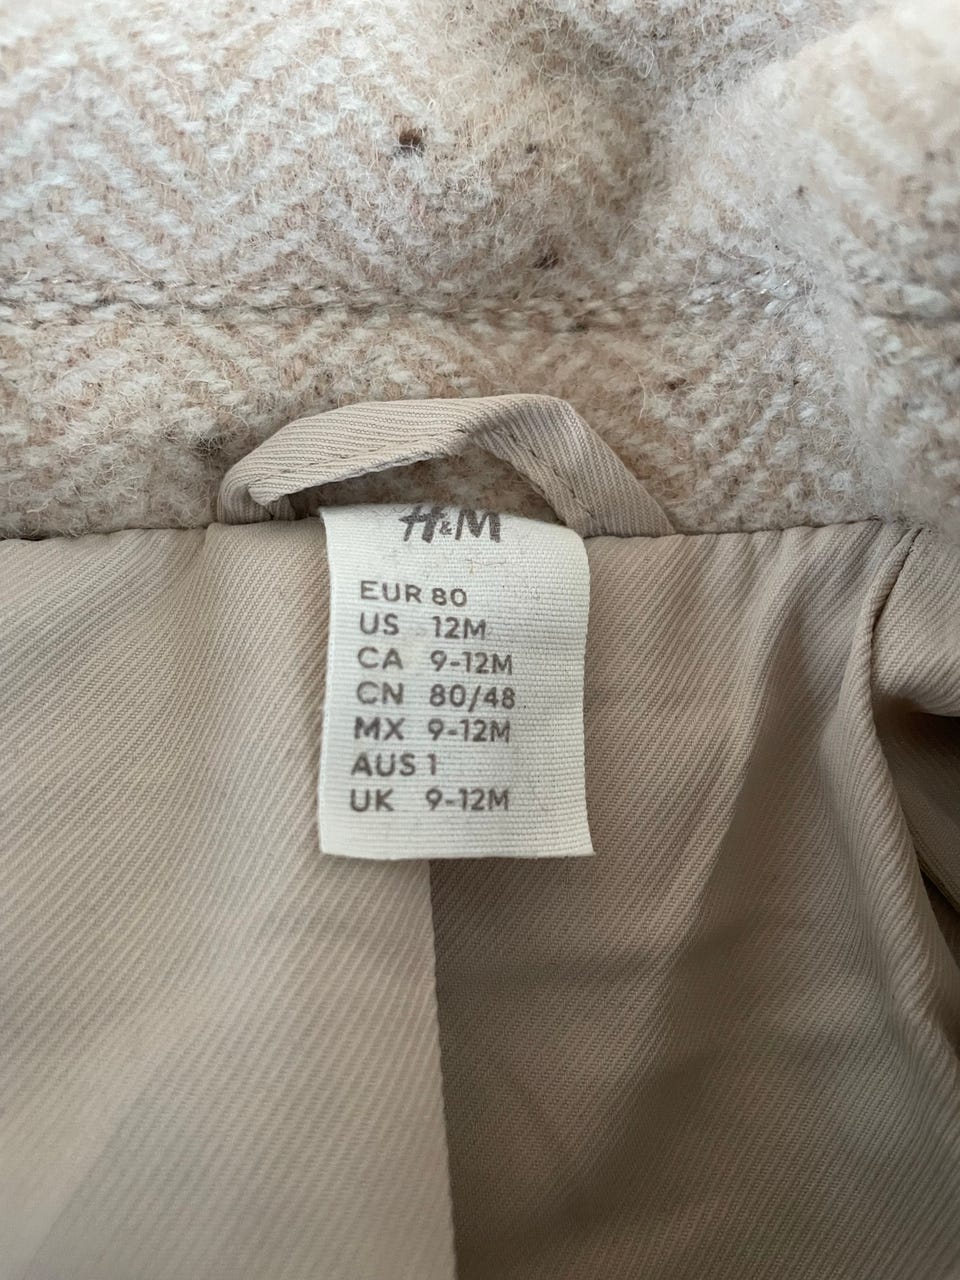 H&M
EUR 80
US 12M
CA 9-12M
CN 80/48
MX 9-12M
AUS 1
UK 9-12M